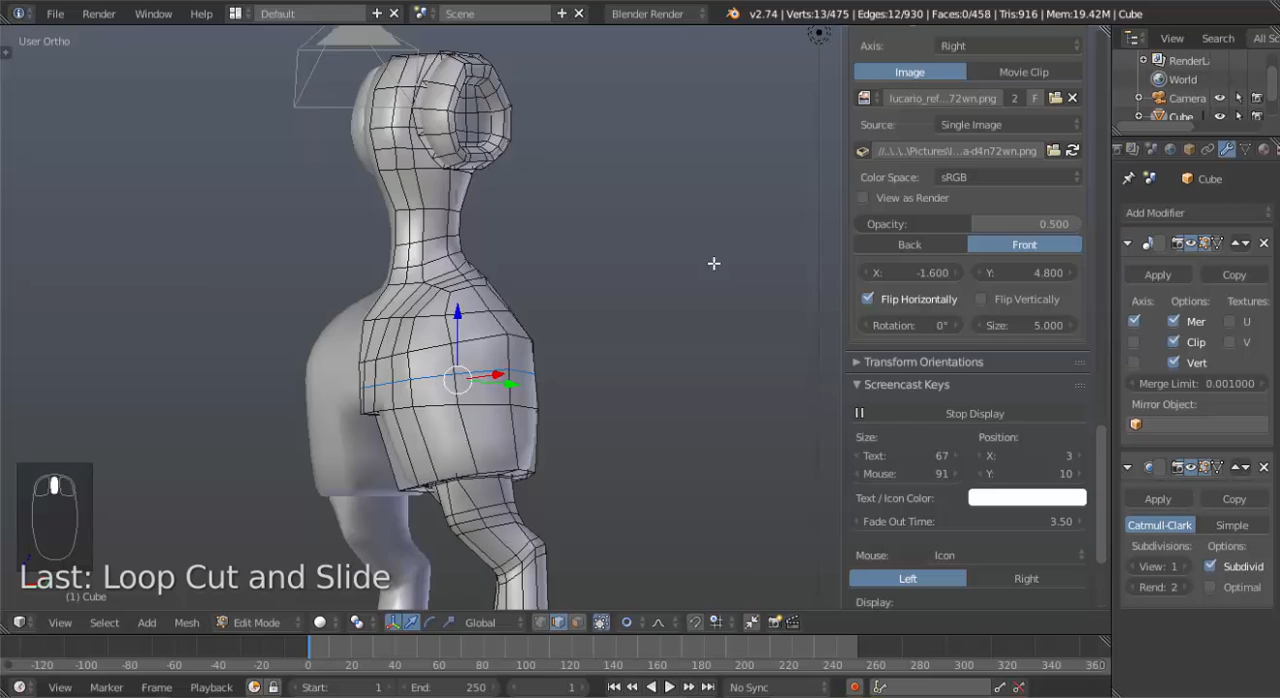 File Render Window Help Default Scene Blender Render v2.74 | Verts:13/475 | Edges:12/930 | Faces:0/458 | Tris:916 | Mem:19.42M | Cube
User Ortho
Axis: Right
View Search All Sc
RenderL
Image Movie Clip
World
lucario_ref...72wn.png 2 F
Camera
Cube
Source: Single Image
//..\..\Pictures\l...a-d4n72wn.png
Color Space: sRGB
Cube
View as Render
Add Modifier
Opacity: 0.500
Back Front
X: -1.600 Y: 4.800
Apply Copy
Flip Horizontally Flip Vertically
Axis: Options: Textures:
Rotation: 0° Size: 5.000
Mer U
Clip V
Transform Orientations
Vert
Screencast Keys
Merge Limit: 0.001000
Mirror Object:
Stop Display
Size: Position:
Text: 67 X: 3
Mouse: 91 Y: 10
Text / Icon Color:
Apply Copy
Fade Out Time: 3.50
Catmull-Clark Simple
Subdivisions: Options:
Mouse: Icon
View: 1 Subdivid
Left Right
Rend: 2 Optimal
Last: Loop Cut and Slide
(1) Cube
Display:
View Select Add Mesh Edit Mode Global
-120 -100 -80 -60 -40 -20 0 20 40 60 80 100 120 140 160 180 200 220 240 260 280 300 320 340 360
View Marker Frame Playback Start: 1 End: 250 1 No Sync